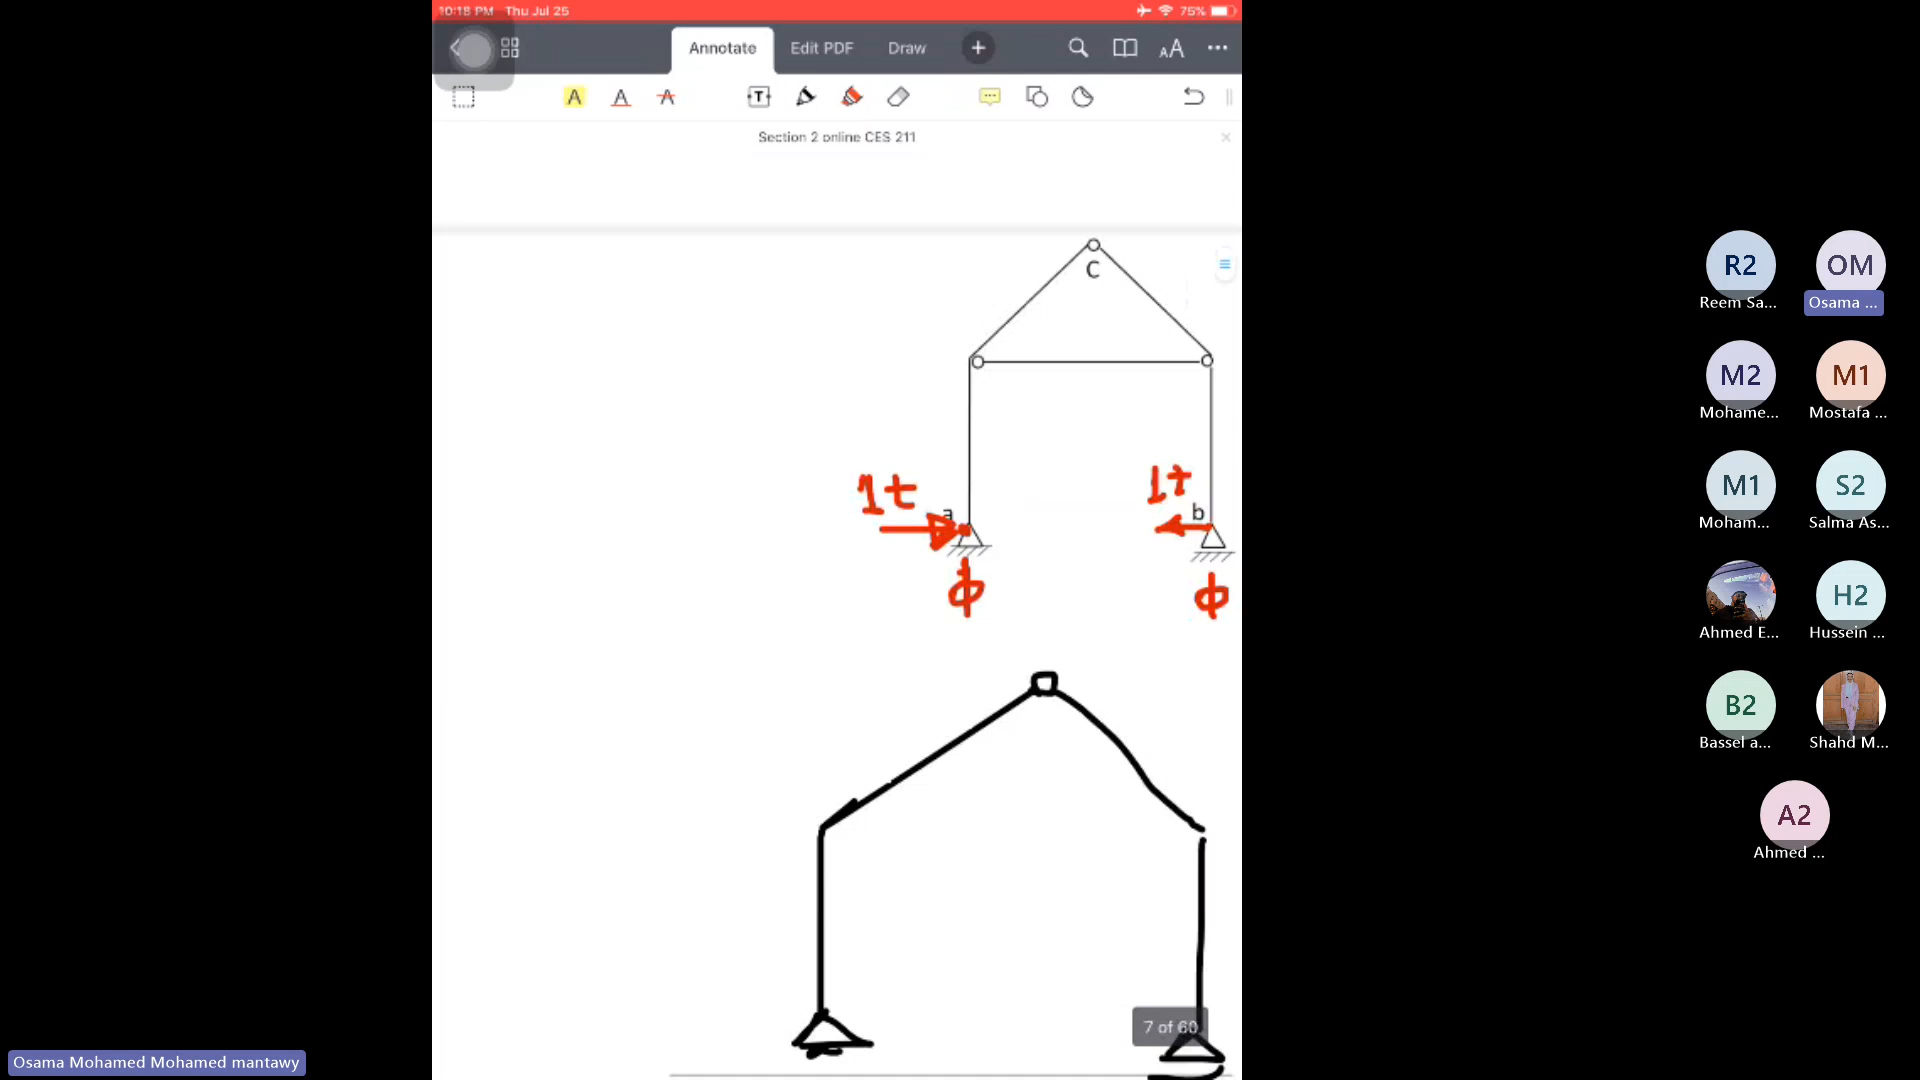 10:18 PM Thu Jul 25
75%
Annotate Edit PDF Draw
Section 2 online CES 211
C
1t
a
1t
b
ϕ
ϕ
7 of 60
R2
Reem Sa...
OM
Osama ...
M2
Mohame...
M1
Mostafa ...
M1
Moham...
S2
Salma As...
Ahmed E...
H2
Hussein ...
B2
Bassel a...
Shahd M...
A2
Ahmed ...
Osama Mohamed Mohamed mantawy